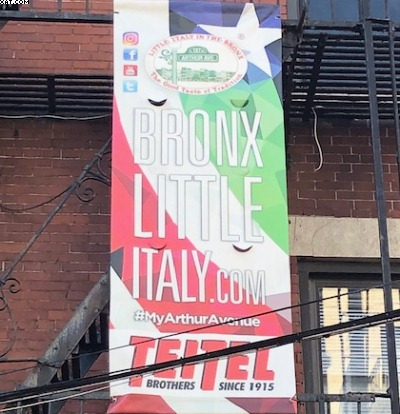 LITTLE ITALY IN THE BRONX
ARTHUR AVE.
The Good Taste of Tradition
BRONX
LITTLE
ITALY.COM
#MyArthurAvenue
TEITEL
BROTHERS SINCE 1915